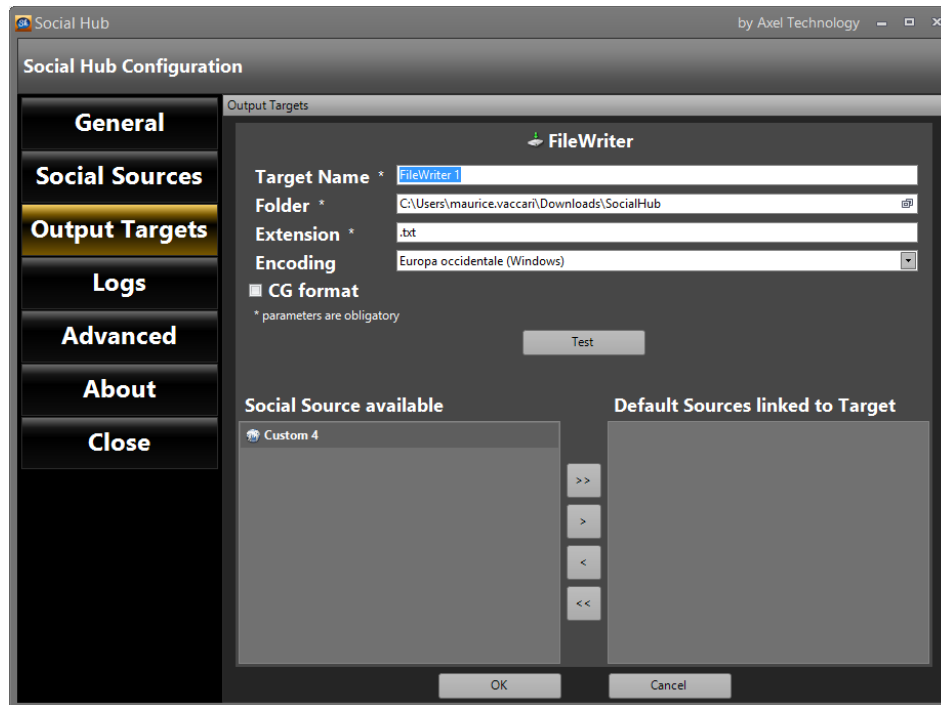 Social Hub by Axel Technology
Social Hub Configuration
General
Social Sources
Output Targets
Logs
Advanced
About
Close
Output Targets
FileWriter
Target Name * FileWriter 1
Folder * C:\Users\maurice.vaccari\Downloads\SocialHub
Extension * .txt
Encoding Europa occidentale (Windows)
CG format
* parameters are obligatory
Test
Social Source available
Default Sources linked to Target
Custom 4
>>
>
<
<<
OK Cancel